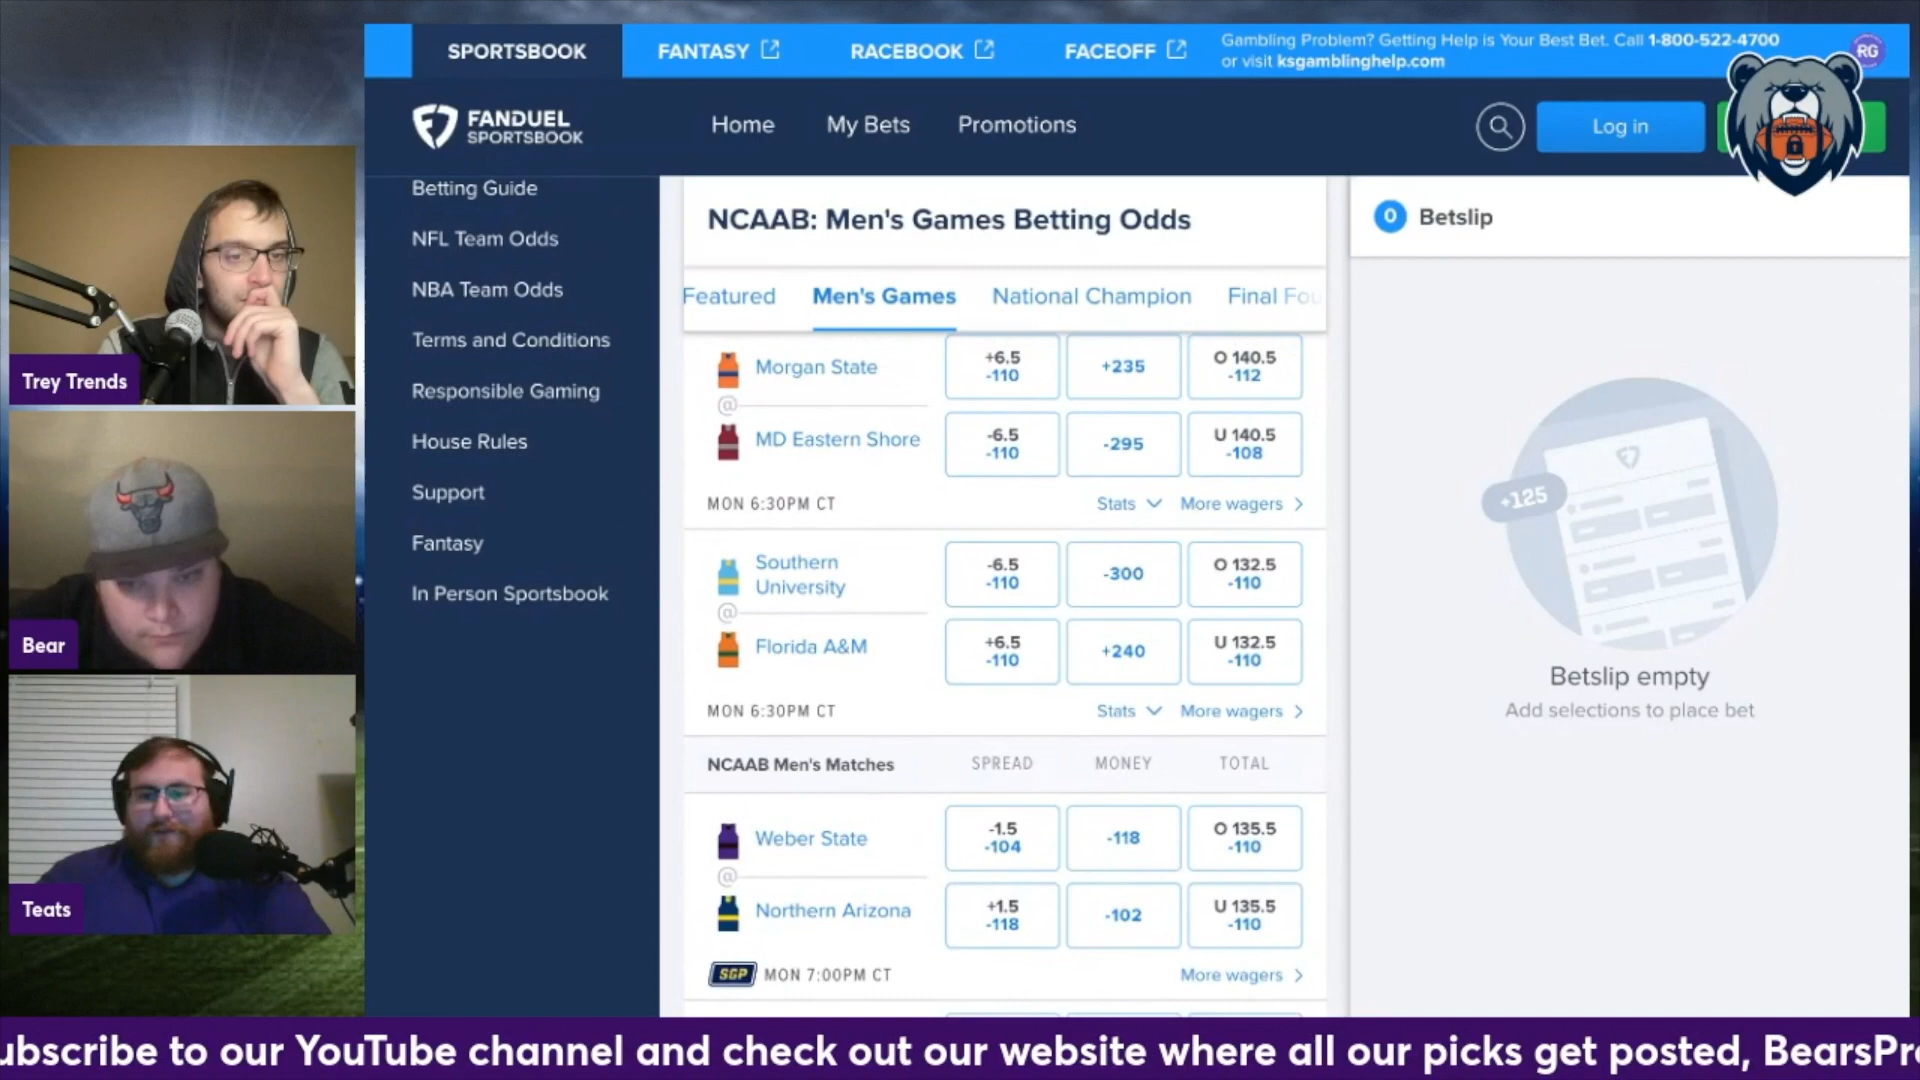 SPORTSBOOK
FANTASY
RACEBOOK
FACEOFF
Gambling Problem? Getting Help is Your Best Bet. Call 1-800-522-4700
or visit ksgamblinghelp.com
RG
FANDUEL
SPORTSBOOK
Home
My Bets
Promotions
Log in
Trey Trends
Bear
Teats
Betting Guide
NFL Team Odds
NBA Team Odds
Terms and Conditions
Responsible Gaming
House Rules
Support
Fantasy
In Person Sportsbook
NCAAB: Men's Games Betting Odds
Featured
Men's Games
National Champion
Final Fou
Morgan State
+6.5
-110
+235
O 140.5
-112
@
MD Eastern Shore
-6.5
-110
-295
U 140.5
-108
MON 6:30PM CT
Stats
More wagers
Southern
University
-6.5
-110
-300
O 132.5
-110
@
Florida A&M
+6.5
-110
+240
U 132.5
-110
MON 6:30PM CT
Stats
More wagers
NCAAB Men's Matches
SPREAD
MONEY
TOTAL
Weber State
-1.5
-104
-118
O 135.5
-110
@
Northern Arizona
+1.5
-118
-102
U 135.5
-110
SGP
MON 7:00PM CT
More wagers
0
Betslip
+125
Betslip empty
Add selections to place bet
ubscribe to our YouTube channel and check out our website where all our picks get posted, BearsPr